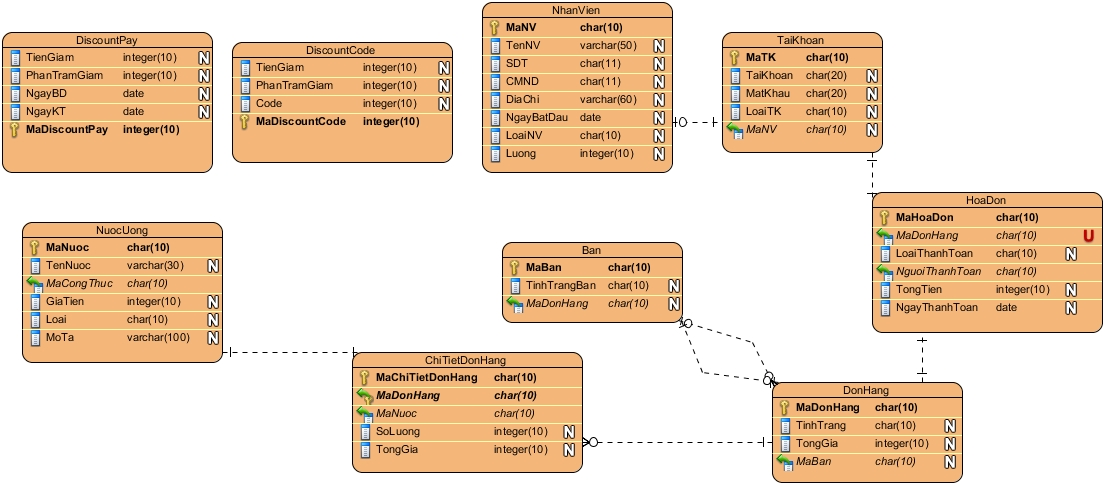 DiscountPay
TienGiam integer(10) N
PhanTramGiam integer(10) N
NgayBD date N
NgayKT date N
MaDiscountPay integer(10)
DiscountCode
TienGiam integer(10) N
PhanTramGiam integer(10) N
Code integer(10) N
MaDiscountCode integer(10)
NhanVien
MaNV char(10)
TenNV varchar(50) N
SDT char(11) N
CMND char(11) N
DiaChi varchar(60) N
NgayBatDau date N
LoaiNV char(10) N
Luong integer(10) N
TaiKhoan
MaTK char(10)
TaiKhoan char(20) N
MatKhau char(20) N
LoaiTK char(10) N
MaNV char(10) N
HoaDon
MaHoaDon char(10)
MaDonHang char(10) U
LoaiThanhToan char(10) N
NguoiThanhToan char(10)
TongTien integer(10) N
NgayThanhToan date N
NuocUong
MaNuoc char(10)
TenNuoc varchar(30) N
MaCongThuc char(10)
GiaTien integer(10) N
Loai char(10) N
MoTa varchar(100) N
Ban
MaBan char(10)
TinhTrangBan char(10) N
MaDonHang char(10) N
ChiTietDonHang
MaChiTietDonHang char(10)
MaDonHang char(10)
MaNuoc char(10)
SoLuong integer(10) N
TongGia integer(10) N
DonHang
MaDonHang char(10)
TinhTrang char(10) N
TongGia integer(10) N
MaBan char(10) N